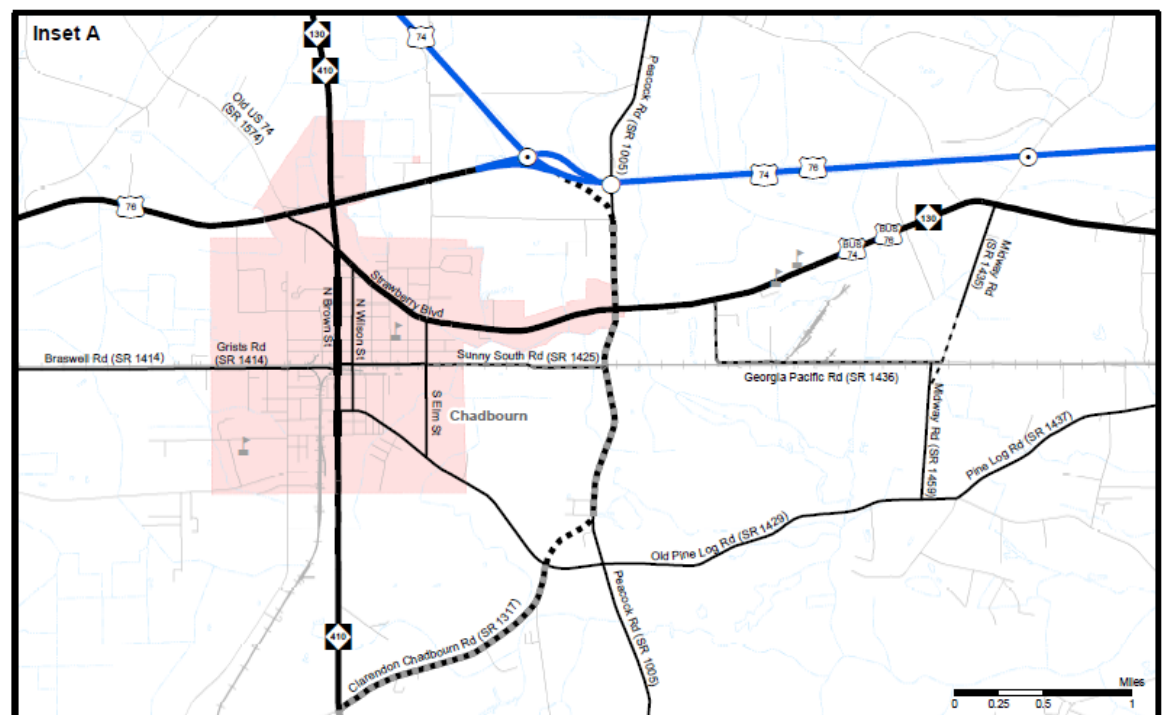 Inset A
130
410
74
Old US 74
(SR 1574)
Peacock Rd (SR 1005)
74
76
76
130
BUS
76
BUS
74
Midway Rd
(SR 1435)
Strawberry Blvd
N Brown St
N Wilson St
Braswell Rd (SR 1414)
Grists Rd
(SR 1414)
Sunny South Rd (SR 1425)
Georgia Pacific Rd (SR 1436)
S Elm St
Chadbourn
Midway Rd (SR 1459)
Pine Log Rd (SR 1437)
Old Pine Log Rd (SR 1429)
Peacock Rd (SR 1005)
410
Clarendon Chadbourn Rd (SR 1317)
Miles
0 0.25 0.5 1